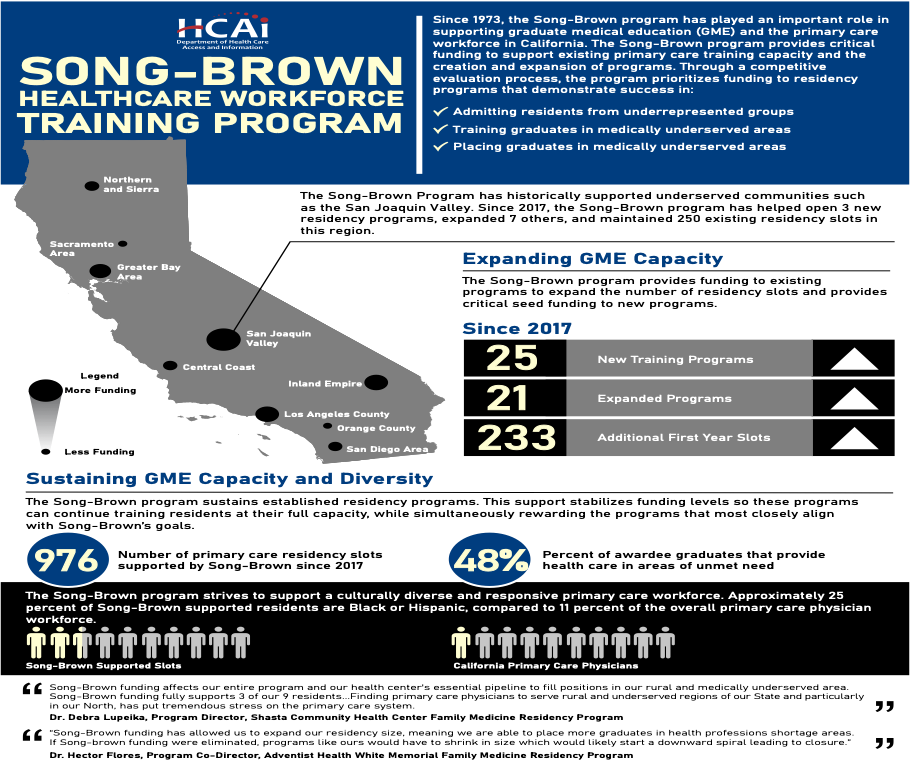 HCAi
Department of Health Care
Access and Information
SONG-BROWN
HEALTHCARE WORKFORCE
TRAINING PROGRAM
Since 1973, the Song-Brown program has played an important role in
supporting graduate medical education (GME) and the primary care
workforce in California. The Song-Brown program provides critical
funding to support existing primary care training capacity and the
creation and expansion of programs. Through a competitive
evaluation process, the program prioritizes funding to residency
programs that demonstrate success in:
Admitting residents from underrepresented groups
Training graduates in medically underserved areas
Placing graduates in medically underserved areas
The Song-Brown Program has historically supported underserved communities such
as the San Joaquin Valley. Since 2017, the Song-Brown program has helped open 3 new
residency programs, expanded 7 others, and maintained 250 existing residency slots in
this region.
Northern
and Sierra
Sacramento
Area
Greater Bay
Area
San Joaquin
Valley
Central Coast
Inland Empire
Los Angeles County
Orange County
San Diego Area
Legend
More Funding
Less Funding
Expanding GME Capacity
The Song-Brown program provides funding to existing
programs to expand the number of residency slots and provides
critical seed funding to new programs.
Since 2017
25 New Training Programs
21 Expanded Programs
233 Additional First Year Slots
Sustaining GME Capacity and Diversity
The Song-Brown program sustains established residency programs. This support stabilizes funding levels so these programs
can continue training residents at their full capacity, while simultaneously rewarding the programs that most closely align
with Song-Brown's goals.
976
Number of primary care residency slots
supported by Song-Brown since 2017
48%
Percent of awardee graduates that provide
health care in areas of unmet need
The Song-Brown program strives to support a culturally diverse and responsive primary care workforce. Approximately 25
percent of Song-Brown supported residents are Black or Hispanic, compared to 11 percent of the overall primary care physician
workforce.
Song-Brown Supported Slots
California Primary Care Physicians
“ Song-Brown funding affects our entire program and our health center's essential pipeline to fill positions in our rural and medically underserved area.
Song-Brown funding fully supports 3 of our 9 residents...Finding primary care physicians to serve rural and underserved regions of our State and particularly
in our North, has put tremendous stress on the primary care system. ”
Dr. Debra Lupeika, Program Director, Shasta Community Health Center Family Medicine Residency Program
“ "Song-Brown funding has allowed us to expand our residency size, meaning we are able to place more graduates in health professions shortage areas.
If Song-brown funding were eliminated, programs like ours would have to shrink in size which would likely start a downward spiral leading to closure." ”
Dr. Hector Flores, Program Co-Director, Adventist Health White Memorial Family Medicine Residency Program